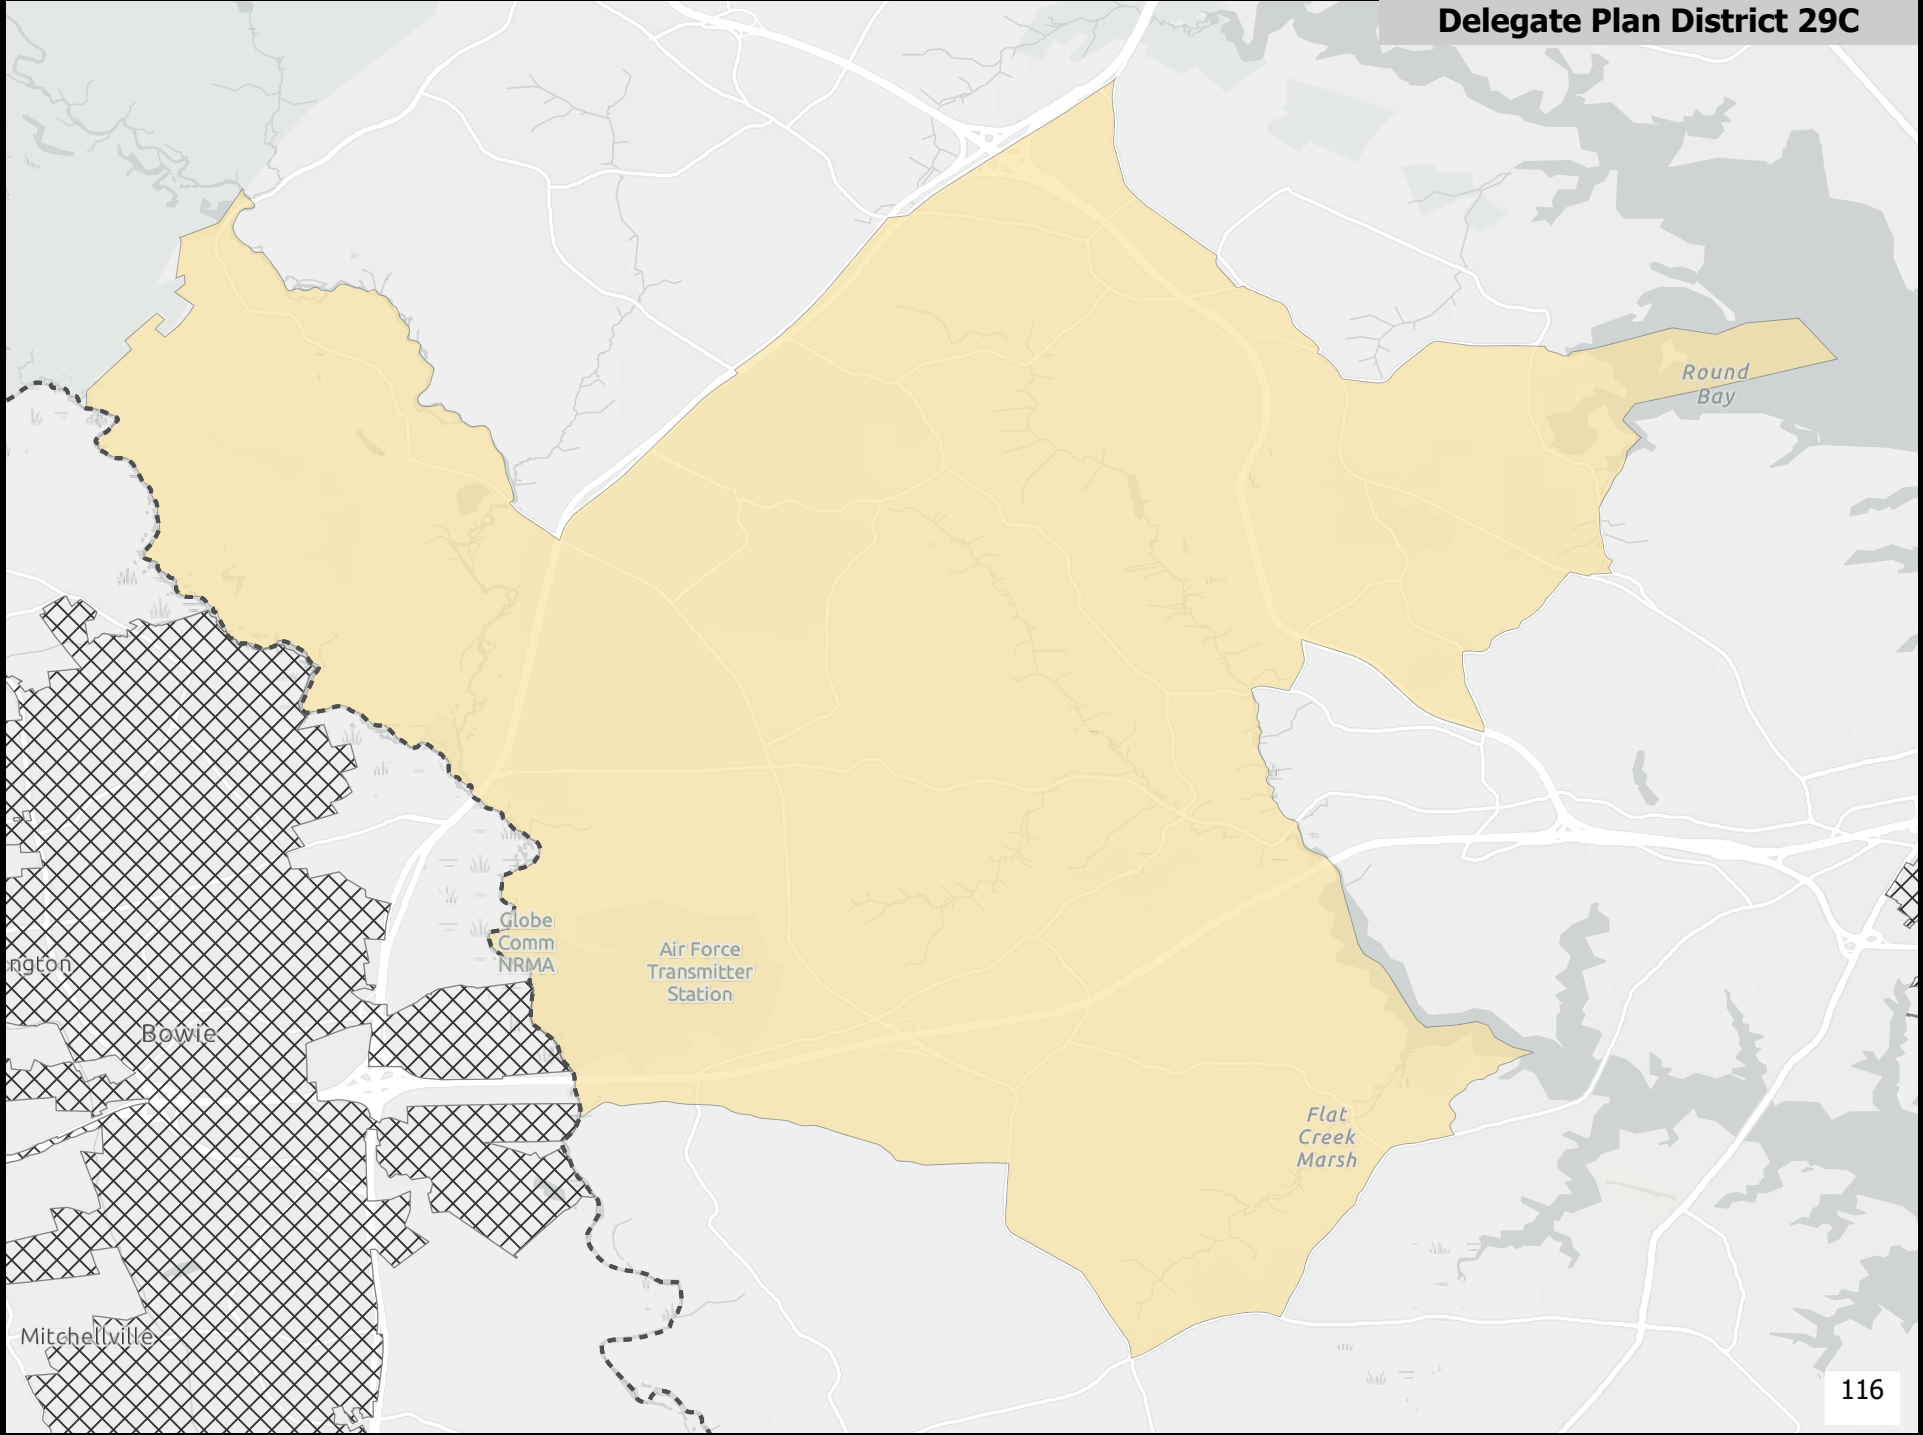 Delegate Plan District 29C
Round
Bay
Globe
Comm
NRMA
Air Force
Transmitter
Station
ngton
Bowie
Flat
Creek
Marsh
Mitchellville
116